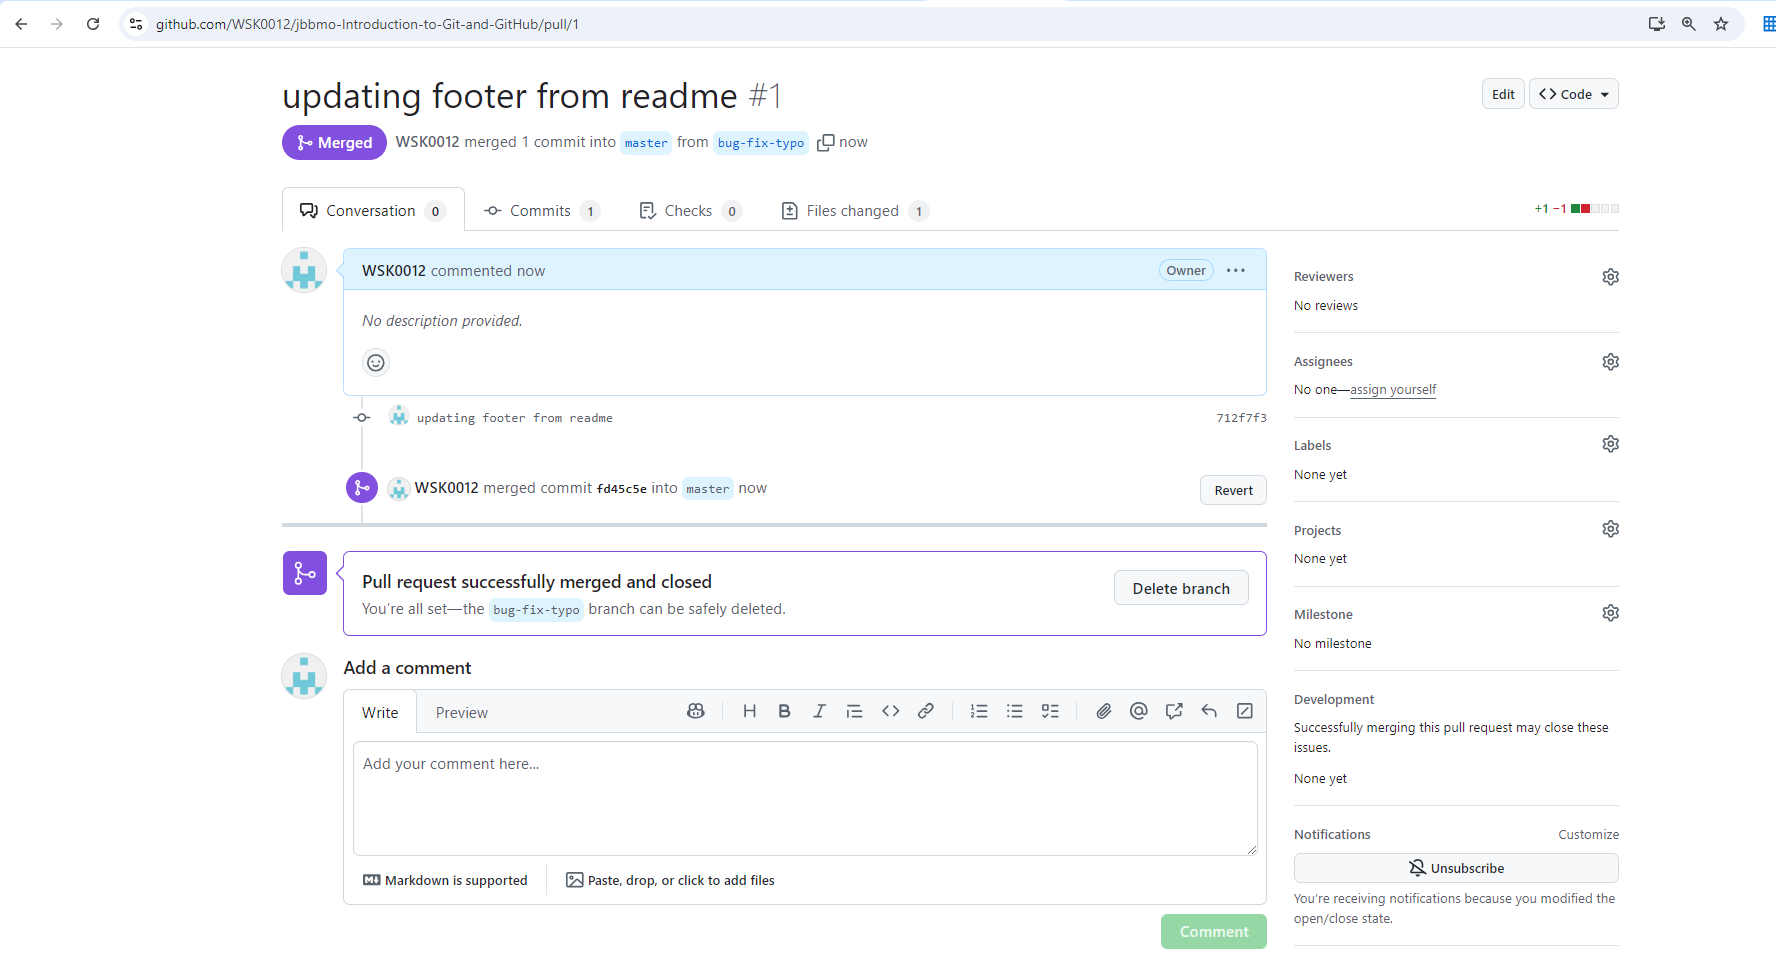 github.com/WSK0012/jbbmo-Introduction-to-Git-and-GitHub/pull/1
updating footer from readme #1
Edit
Code
Merged
WSK0012 merged 1 commit into master from bug-fix-typo now
Conversation 0
Commits 1
Checks 0
Files changed 1
+1 −1
WSK0012 commented now
Owner
No description provided.
updating footer from readme
712f7f3
WSK0012 merged commit fd45c5e into master now
Revert
Pull request successfully merged and closed
You're all set—the bug-fix-typo branch can be safely deleted.
Delete branch
Add a comment
Write
Preview
Add your comment here...
Markdown is supported
Paste, drop, or click to add files
Comment
Reviewers
No reviews
Assignees
No one—assign yourself
Labels
None yet
Projects
None yet
Milestone
No milestone
Development
Successfully merging this pull request may close these
issues.
None yet
Notifications
Customize
Unsubscribe
You're receiving notifications because you modified the
open/close state.